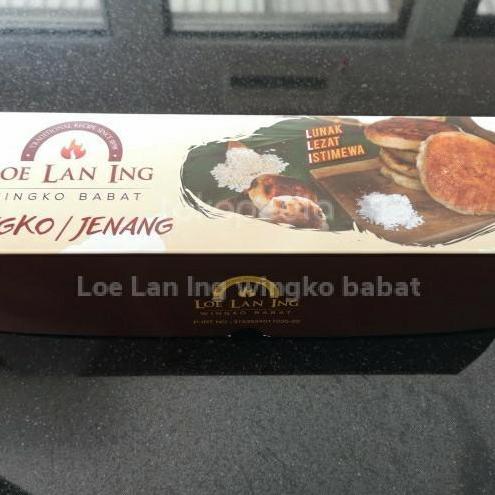 TRADITIONAL RECIPE SINCE 1898
LOE LAN ING
WINGKO BABAT
GKO / JENANG
LUNAK
LEZAT
ISTIMEWA
tokopedia
Loe Lan Ing wingko babat
LOE LAN ING
WINGKO BABAT